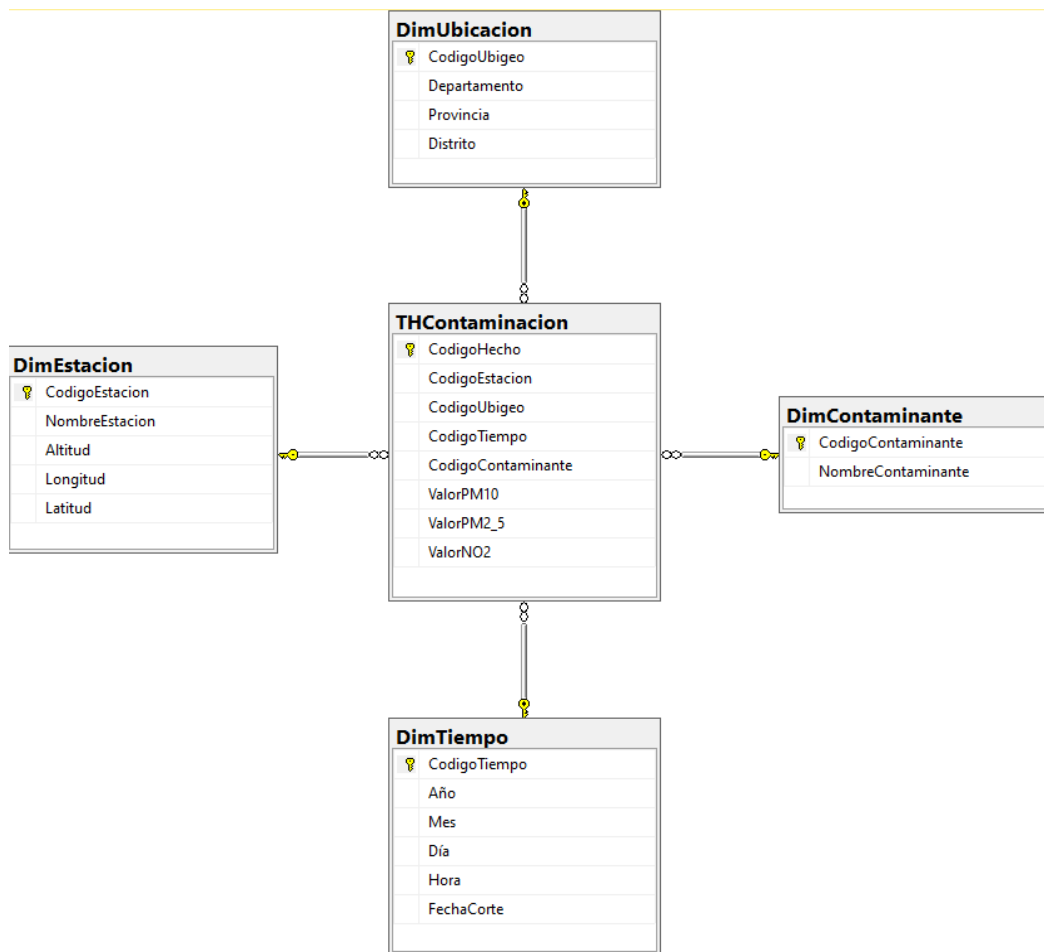 DimUbicacion
CodigoUbigeo
Departamento
Provincia
Distrito
THContaminacion
CodigoHecho
CodigoEstacion
CodigoUbigeo
CodigoTiempo
CodigoContaminante
ValorPM10
ValorPM2_5
ValorNO2
DimEstacion
CodigoEstacion
NombreEstacion
Altitud
Longitud
Latitud
DimContaminante
CodigoContaminante
NombreContaminante
DimTiempo
CodigoTiempo
Año
Mes
Día
Hora
FechaCorte